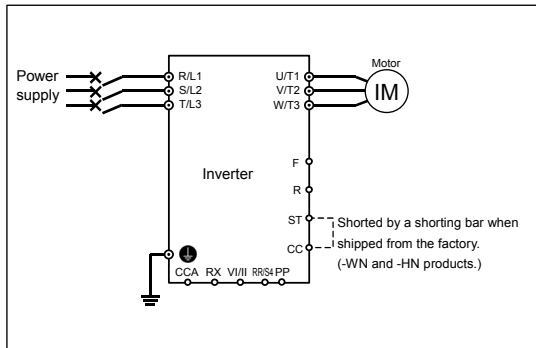 Power
supply
R/L1
S/L2
T/L3
U/T1
V/T2
W/T3
Motor
IM
Inverter
F
R
ST
CC
Shorted by a shorting bar when
shipped from the factory.
(-WN and -HN products.)
CCA RX VI/II RR/S4 PP